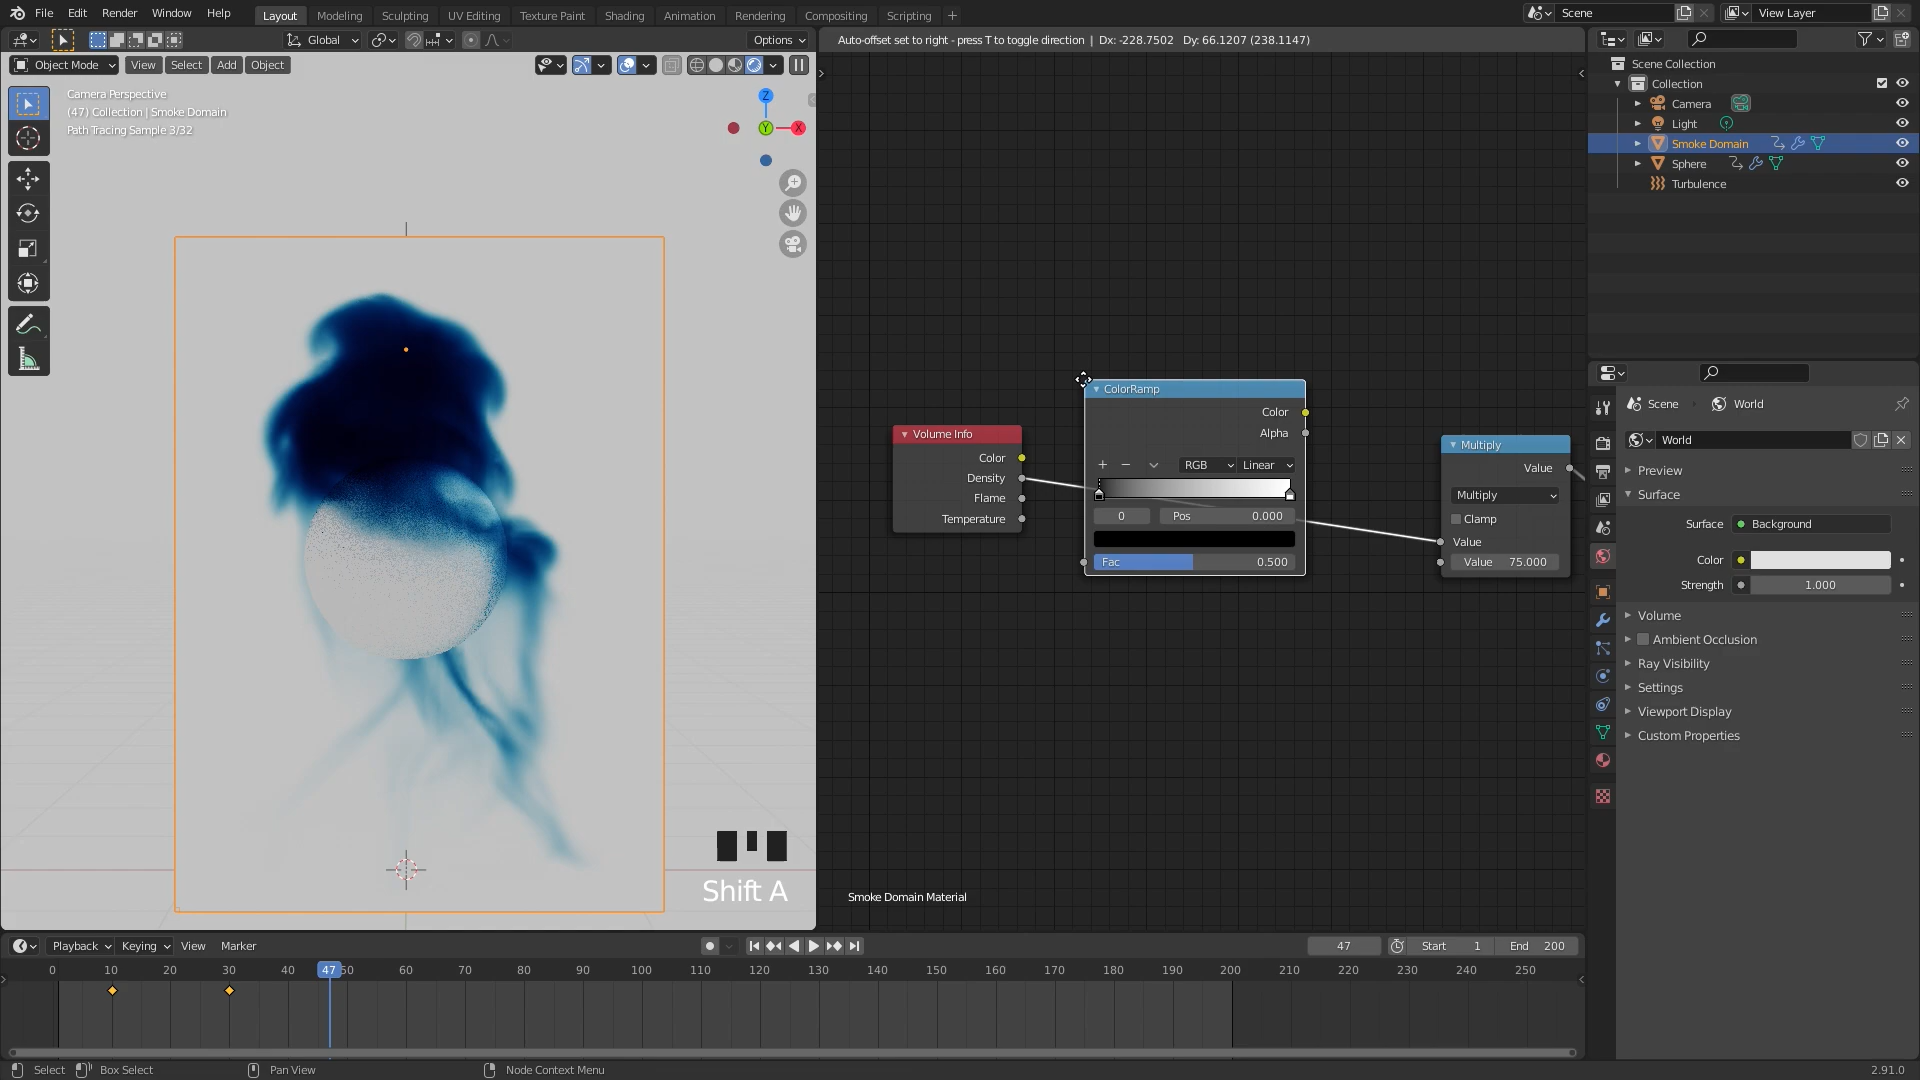 File Edit Render Window Help
Layout Modeling Sculpting UV Editing Texture Paint Shading Animation Rendering Compositing Scripting +
Scene
View Layer
Global
Options
Auto-offset set to right - press T to toggle direction | Dx: -228.7502 Dy: 66.1207 (238.1147)
Object Mode View Select Add Object
Camera Perspective
(47) Collection | Smoke Domain
Path Tracing Sample 3/32
Z
Y
X
Shift A
Volume Info
Color
Density
Flame
Temperature
ColorRamp
Color
Alpha
RGB Linear
0 Pos 0.000
Fac 0.500
Multiply
Value
Multiply
Clamp
Value
Value 75.000
Smoke Domain Material
Scene Collection
Collection
Camera
Light
Smoke Domain
Sphere
Turbulence
Scene World
World
Preview
Surface
Surface Background
Color
Strength 1.000
Volume
Ambient Occlusion
Ray Visibility
Settings
Viewport Display
Custom Properties
Playback Keying View Marker
47 Start 1 End 200
0 10 20 30 40 47 50 60 70 80 90 100 110 120 130 140 150 160 170 180 190 200 210 220 230 240 250
Select Box Select Pan View Node Context Menu 2.91.0